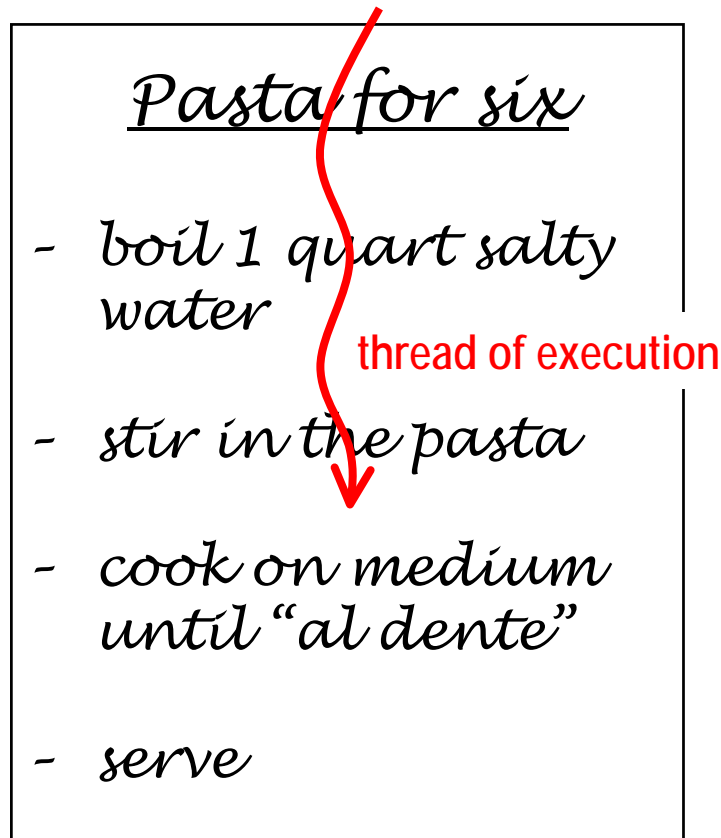 Pasta for six
- boil 1 quart salty
water
thread of execution
- stir in the pasta
- cook on medium
until “al dente”
- serve